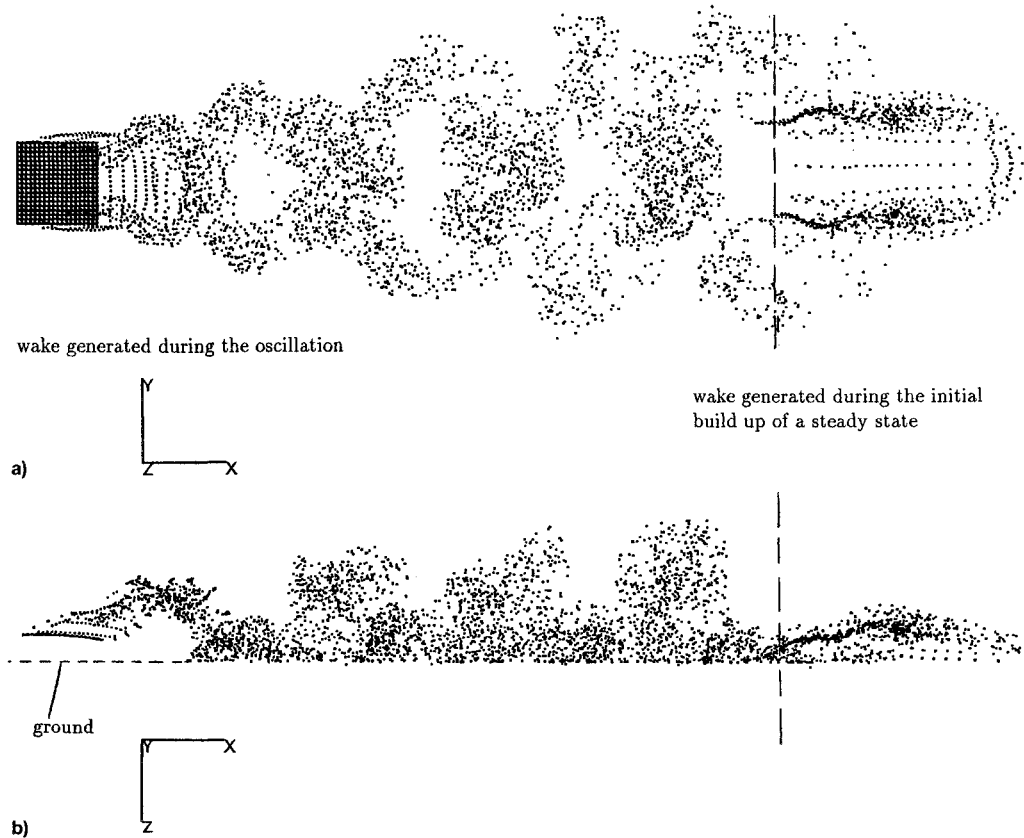 wake generated during the oscillation
wake generated during the initial
build up of a steady state
Y
Z
X
a)
ground
Y
X
Z
b)